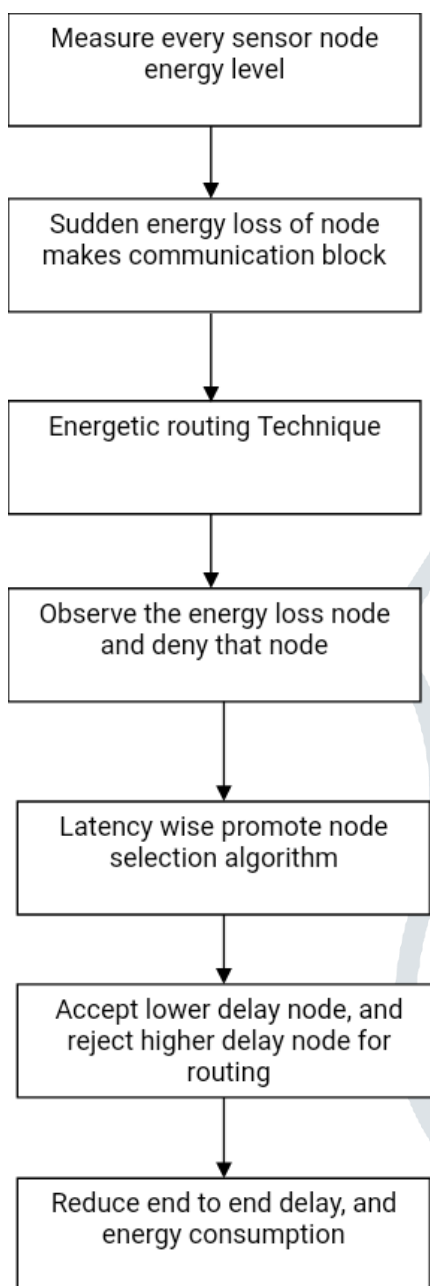 Measure every sensor node
energy level
Sudden energy loss of node
makes communication block
Energetic routing Technique
Observe the energy loss node
and deny that node
Latency wise promote node
selection algorithm
Accept lower delay node, and
reject higher delay node for
routing
Reduce end to end delay, and
energy consumption